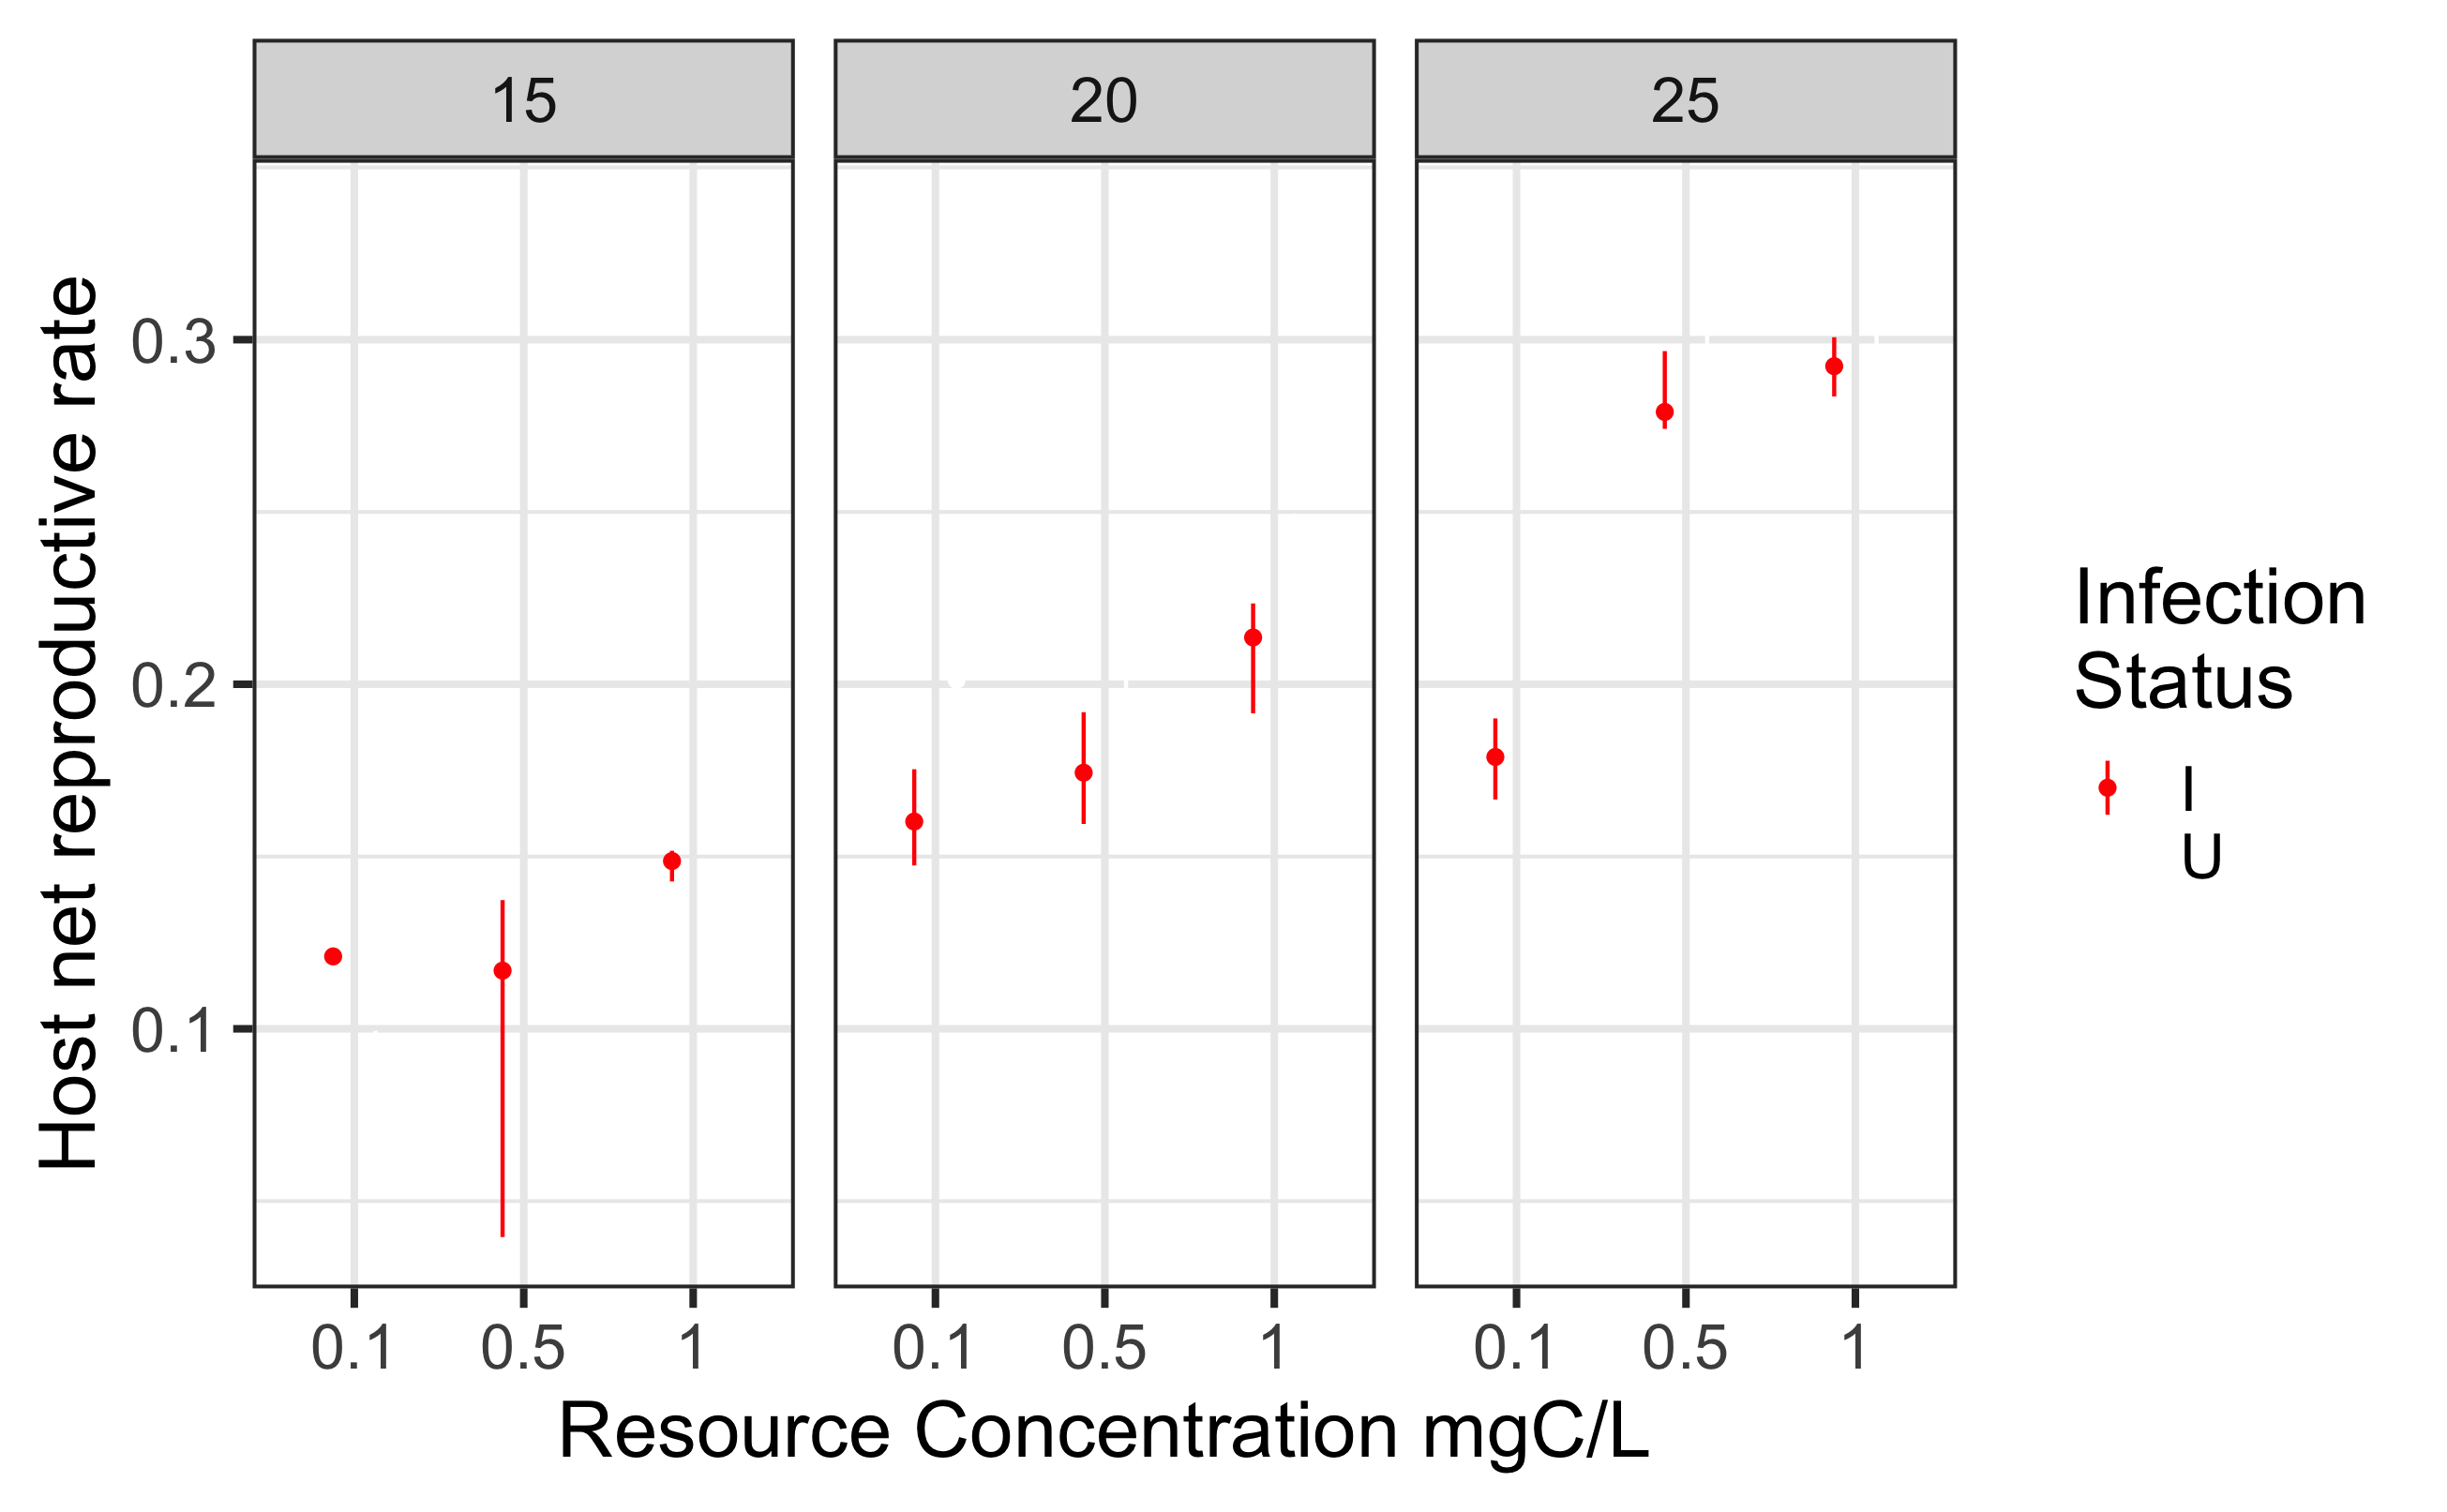 15 20 25
Host net reproductive rate
0.3
0.2
0.1
0.1 0.5 1 0.1 0.5 1 0.1 0.5 1
Resource Concentration mgC/L
Infection
Status
I
U